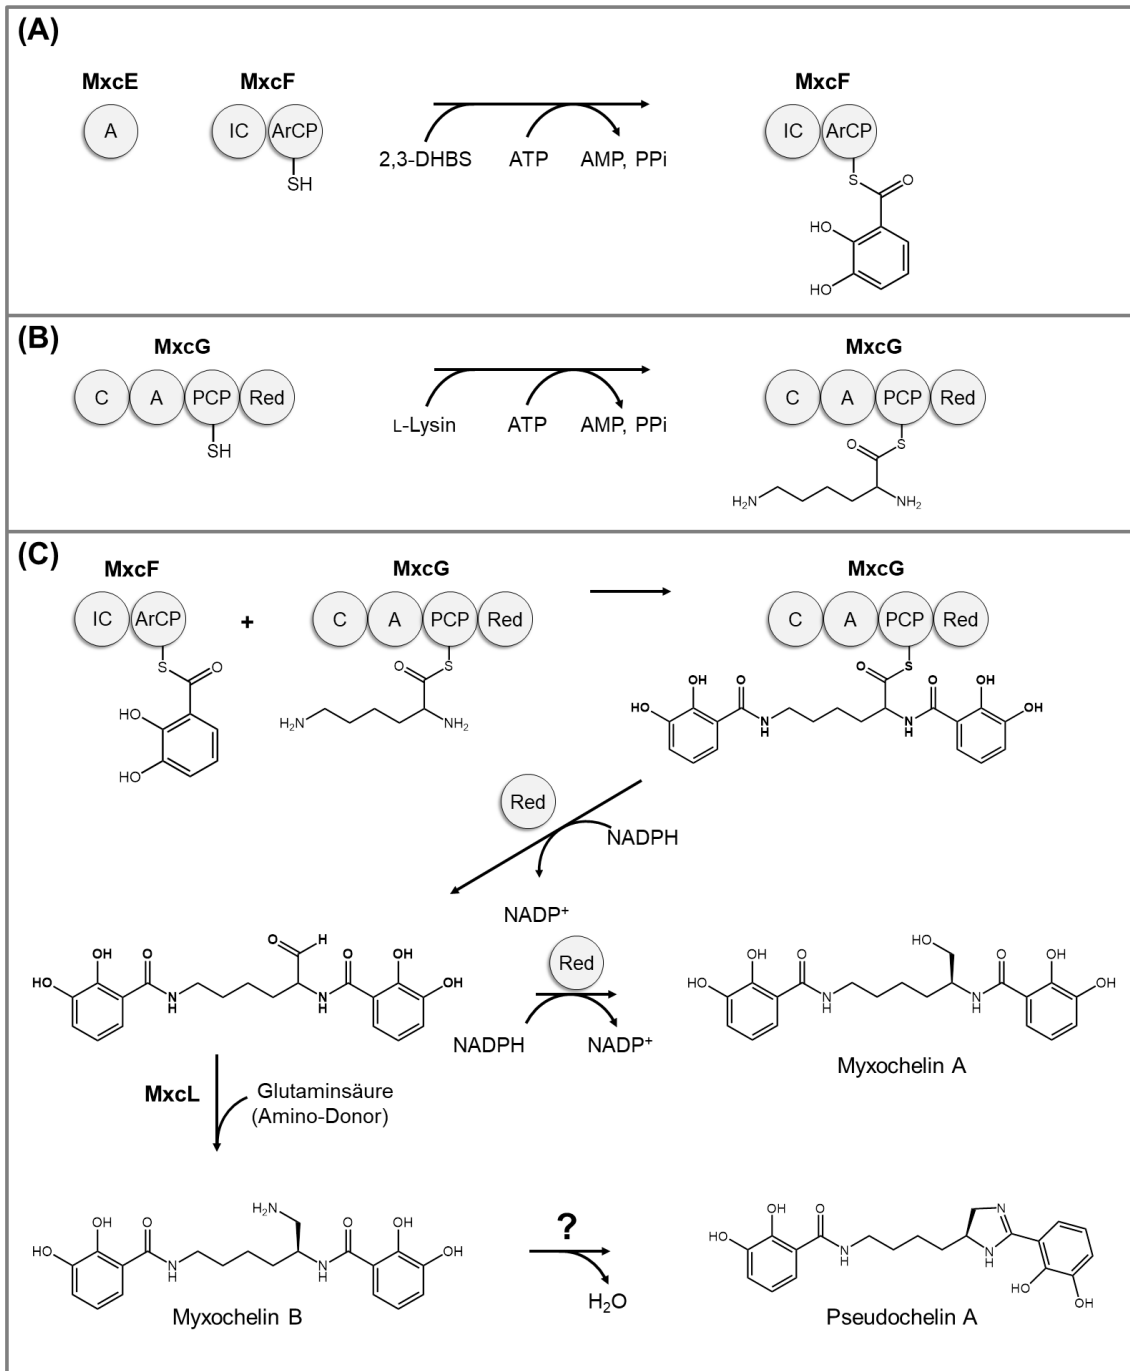 (A)
MxcE MxcF MxcF
A IC ArCP IC ArCP
SH 2,3-DHBS ATP AMP, PPi
S O
HO
HO
(B)
MxcG MxcG
C A PCP Red C A PCP Red
SH L-Lysin ATP AMP, PPi
O S
H2N NH2
(C)
MxcF MxcG MxcG
IC ArCP + C A PCP Red C A PCP Red
S O O S O S
HO H2N NH2 OH O O OH
HO HO N H N H OH
Red
NADPH
NADP+
O H HO
OH O O OH Red OH O O OH
HO N H N H OH HO N H N H OH
NADPH NADP+
Myxochelin A
MxcL Glutaminsäure
(Amino-Donor)
H2N N
OH O O OH ? OH O
HO N H N H OH HO N H N H
H2O HO OH
Myxochelin B Pseudochelin A